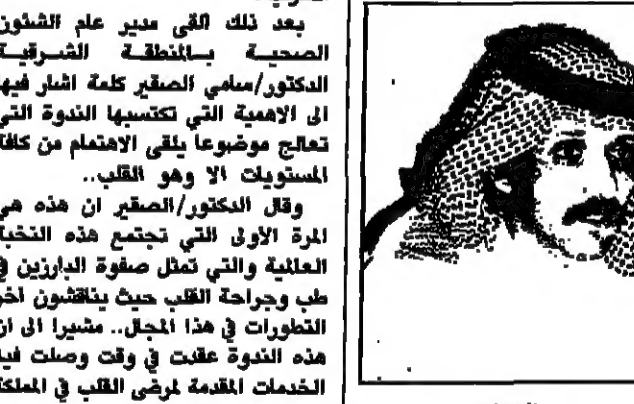 بعد ذلك القى مدير عام الشئون
الصحية بالمنطقة الشرقية
الدكتور/سامي الصقير كلمة اشار فيها
الى الاهمية التي تكتسبها الندوة التي
تعالج موضوعا يلقى الاهتمام من كافة
المستويات الا وهو القلب..
وقال الدكتور/الصقير ان هذه هي
المرة الأولى التي تجتمع هذه النخبة
العالمية والتي تمثل صفوة البارزين في
طب وجراحة القلب حيث يناقشون اخر
التطورات في هذا المجال.. مشيرا الى ان
هذه الندوة عقدت في وقت وصلت فيه
الخدمات المقدمة لمرضى القلب في المملكة